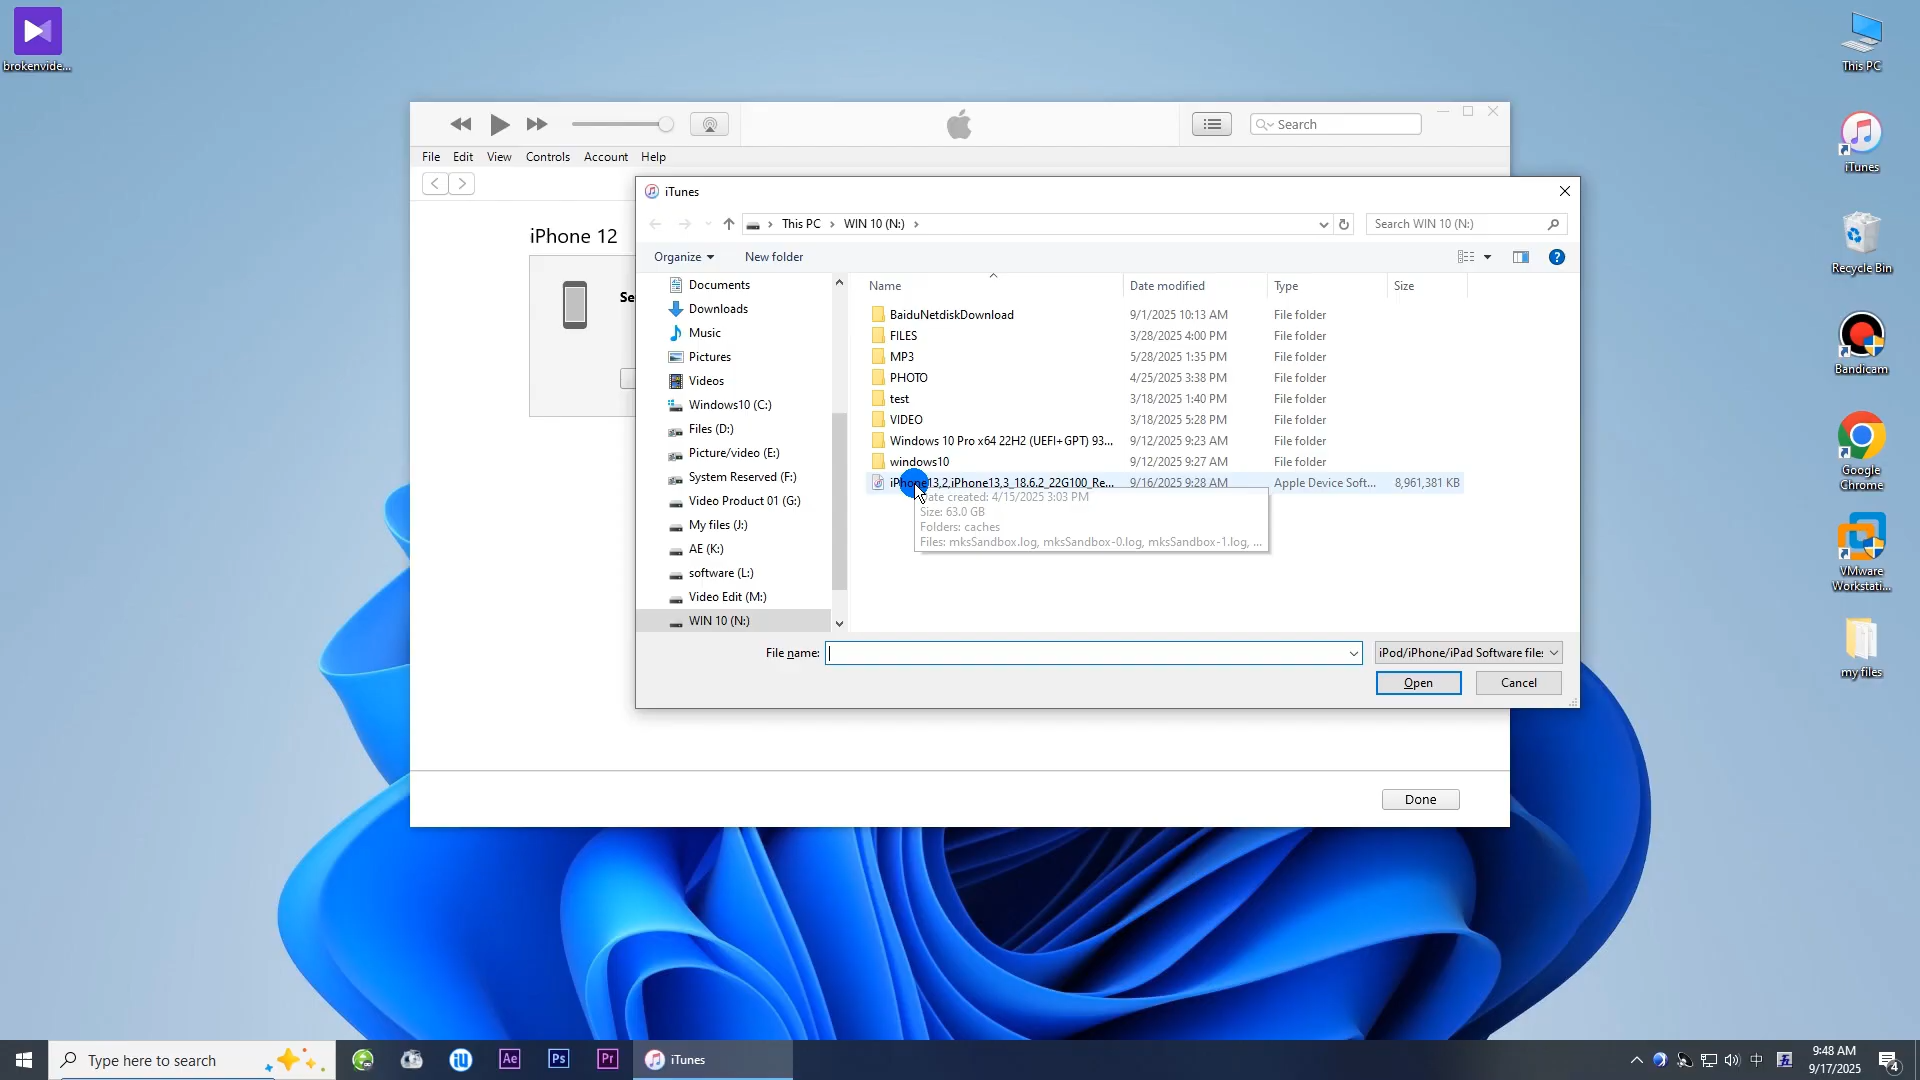 brokenvide...
This PC
iTunes
Recycle Bin
Bandicam
Google
Chrome
VMware
Workstati...
my files
Search
File Edit View Controls Account Help
iPhone 12
Se
Done
iTunes
This PC WIN 10 (N:)
Search WIN 10 (N:)
Organize New folder
Documents
Downloads
Music
Pictures
Videos
Windows10 (C:)
Files (D:)
Picture/video (E:)
System Reserved (F:)
Video Product 01 (G:)
My files (J:)
AE (K:)
software (L:)
Video Edit (M:)
WIN 10 (N:)
Name Date modified Type Size
BaiduNetdiskDownload 9/1/2025 10:13 AM File folder
FILES 3/28/2025 4:00 PM File folder
MP3 5/28/2025 1:35 PM File folder
PHOTO 4/25/2025 3:38 PM File folder
test 3/18/2025 1:40 PM File folder
VIDEO 3/18/2025 5:28 PM File folder
Windows 10 Pro x64 22H2 (UEFI+GPT) 93... 9/12/2025 9:23 AM File folder
windows10 9/12/2025 9:27 AM File folder
iPhone13,2,iPhone13,3_18.6.2_22G100_Re... 9/16/2025 9:28 AM Apple Device Soft... 8,961,381 KB
Date created: 4/15/2025 3:03 PM
Size: 63.0 GB
Folders: caches
Files: mksSandbox.log, mksSandbox-0.log, mksSandbox-1.log, ...
File name: iPod/iPhone/iPad Software files
Open Cancel
Type here to search
iU
Ae
Ps
Pr
iTunes
中
五
9:48 AM
9/17/2025
4